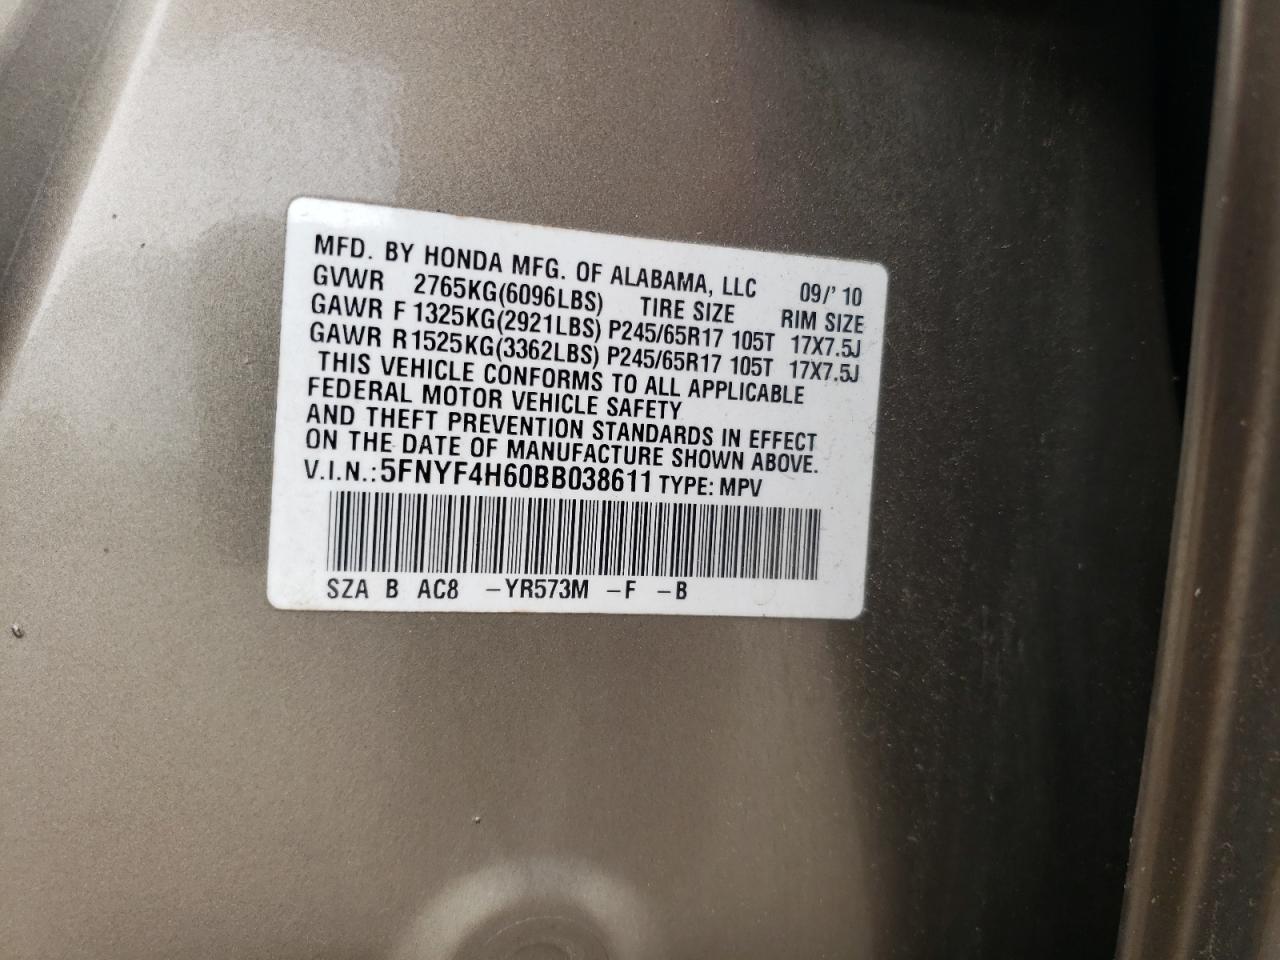 MFD. BY HONDA MFG. OF ALABAMA, LLC 09/' 10
GVWR 2765KG(6096LBS) TIRE SIZE RIM SIZE
GAWR F 1325KG(2921LBS) P245/65R17 105T 17X7.5J
GAWR R1525KG(3362LBS) P245/65R17 105T 17X7.5J
THIS VEHICLE CONFORMS TO ALL APPLICABLE
FEDERAL MOTOR VEHICLE SAFETY
AND THEFT PREVENTION STANDARDS IN EFFECT
ON THE DATE OF MANUFACTURE SHOWN ABOVE.
V.I.N.:5FNYF4H60BB038611 TYPE: MPV
SZA B AC8 -YR573M -F -B